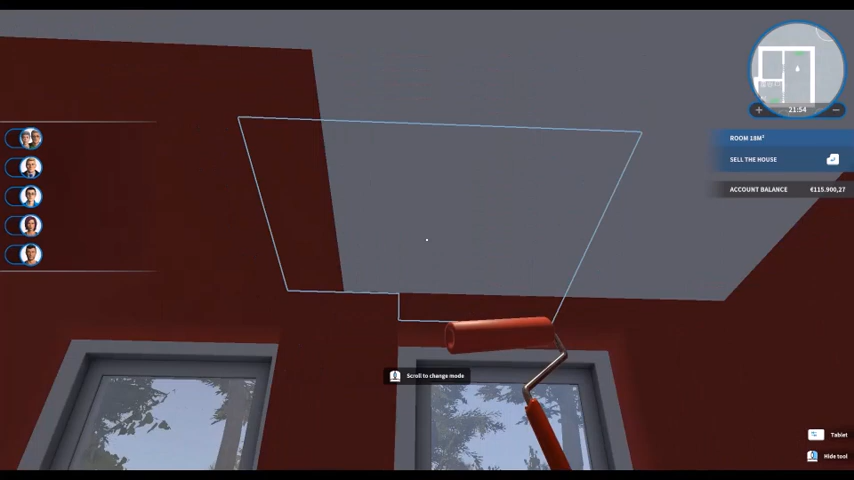 21:54
ROOM 18M²
SELL THE HOUSE
ACCOUNT BALANCE €115.900,27
Scroll to change mode
Tablet
Hide tool